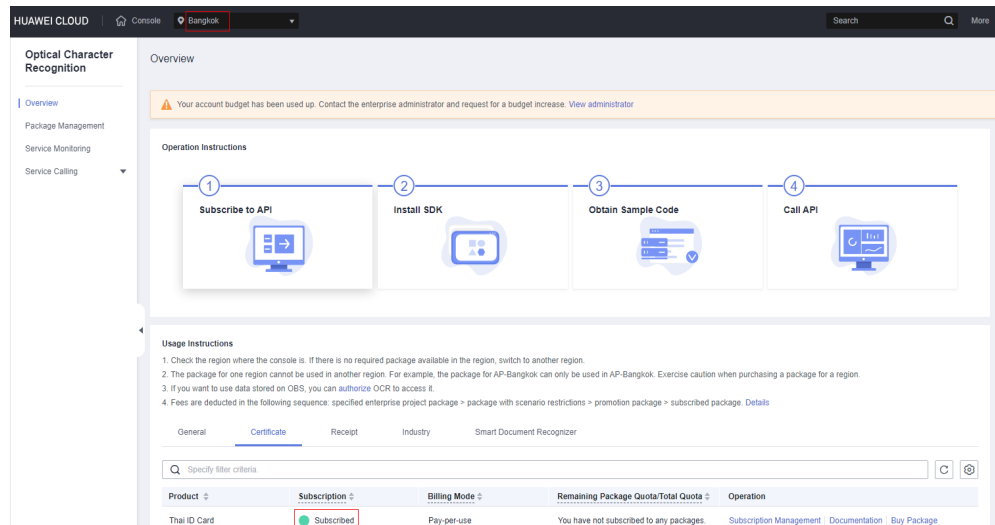 HUAWEI CLOUD Console Bangkok Search More
Optical Character
Recognition
Overview
Package Management
Service Monitoring
Service Calling
Overview
Your account budget has been used up. Contact the enterprise administrator and request for a budget increase. View administrator
Operation Instructions
1 2 3 4
Subscribe to API Install SDK Obtain Sample Code Call API
Usage Instructions
1. Check the region where the console is. If there is no required package available in the region, switch to another region.
2. The package for one region cannot be used in another region. For example, the package for AP-Bangkok can only be used in AP-Bangkok. Exercise caution when purchasing a package for a region.
3. If you want to use data stored on OBS, you can authorize OCR to access it.
4. Fees are deducted in the following sequence: specified enterprise project package > package with scenario restrictions > promotion package > subscribed package. Details
General Certificate Receipt Industry Smart Document Recognizer
Specify filter criteria.
Product Subscription Billing Mode Remaining Package Quota/Total Quota Operation
Thai ID Card Subscribed Pay-per-use You have not subscribed to any packages. Subscription Management Documentation Buy Package